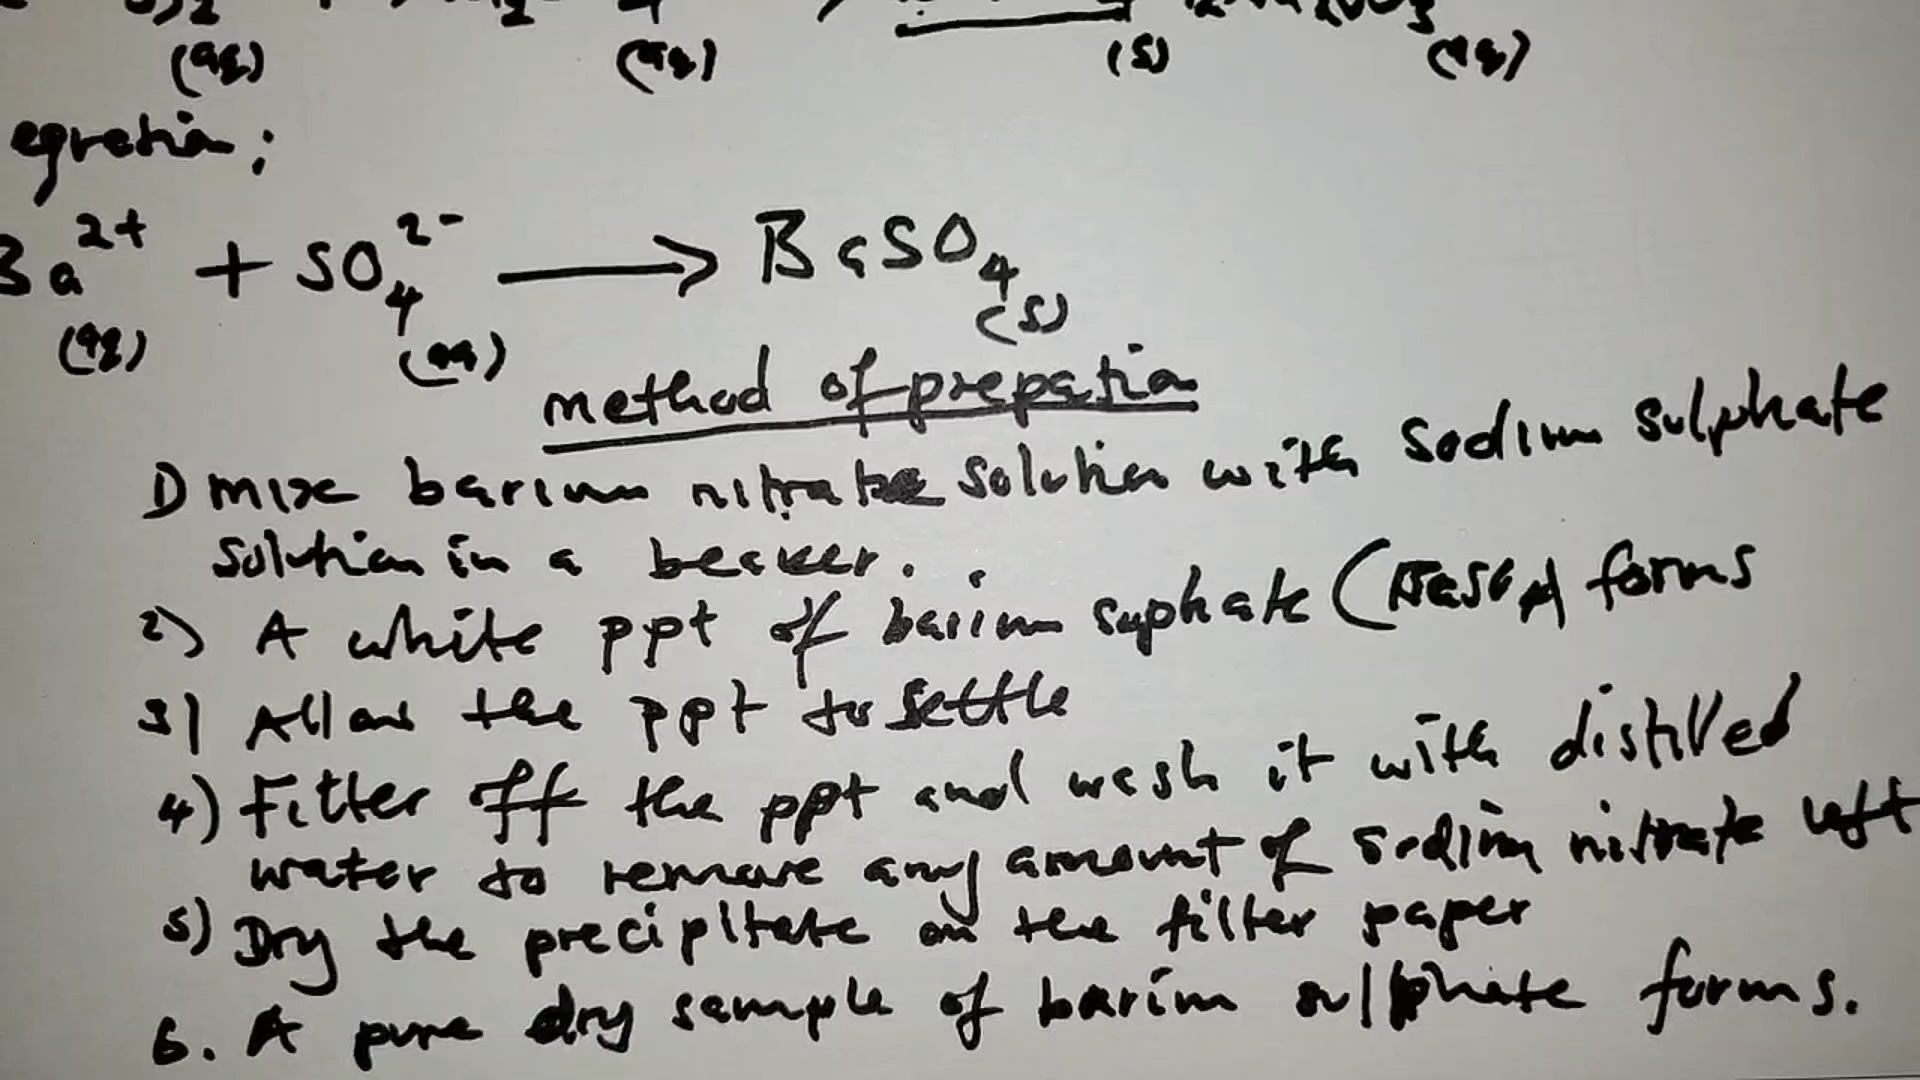 (aq) (aq) (s) (aq)
equation;
Ba²⁺ + SO₄²⁻ → BaSO₄
(aq) (aq) (s)
method of prepation
1) mix barium nitrate solution with sodium sulphate
solution in a beaker.
2) A white ppt of barium suphate (BaSO4) forms
3) Allow the ppt to settle
4) Filter off the ppt and wash it with distilled
water to remove any amount of sodium nitrate left
5) Dry the precipitate on the filter paper
6. A pure dry sample of barium sulphate forms.